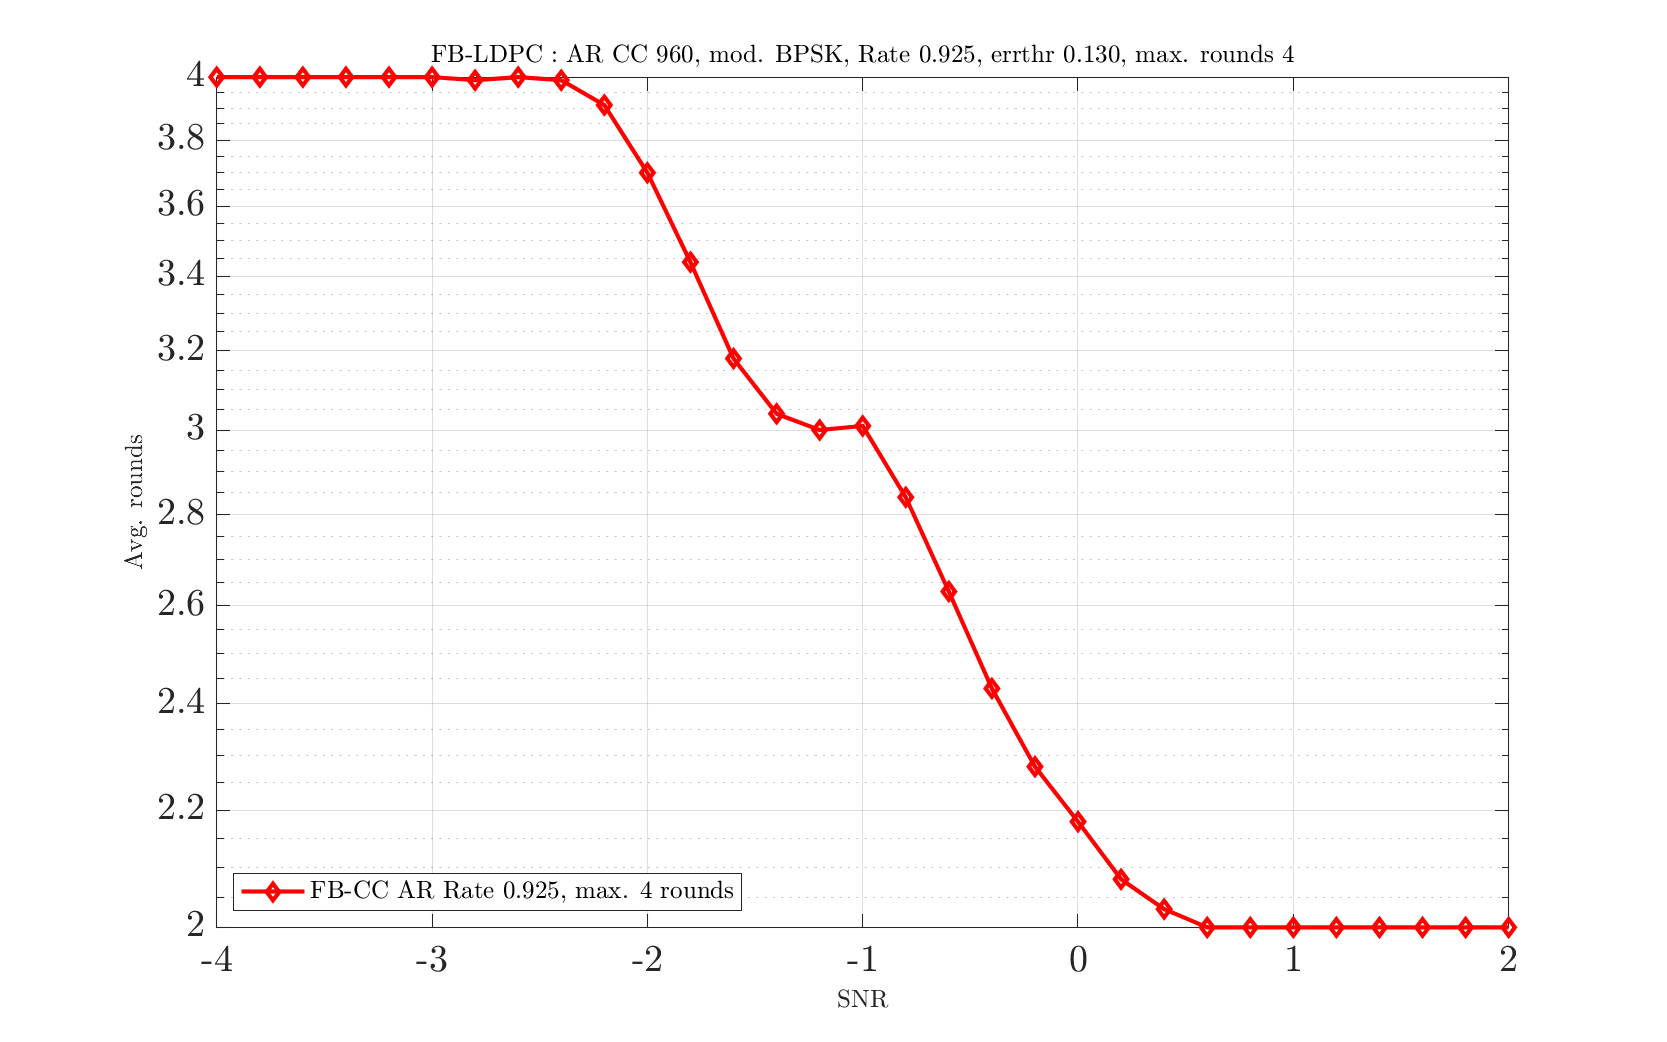 FB-LDPC : AR CC 960, mod. BPSK, Rate 0.925, errthr 0.130, max. rounds 4
4
3.8
3.6
3.4
3.2
3
2.8
2.6
2.4
2.2
2
Avg. rounds
FB-CC AR Rate 0.925, max. 4 rounds
-4 -3 -2 -1 0 1 2
SNR